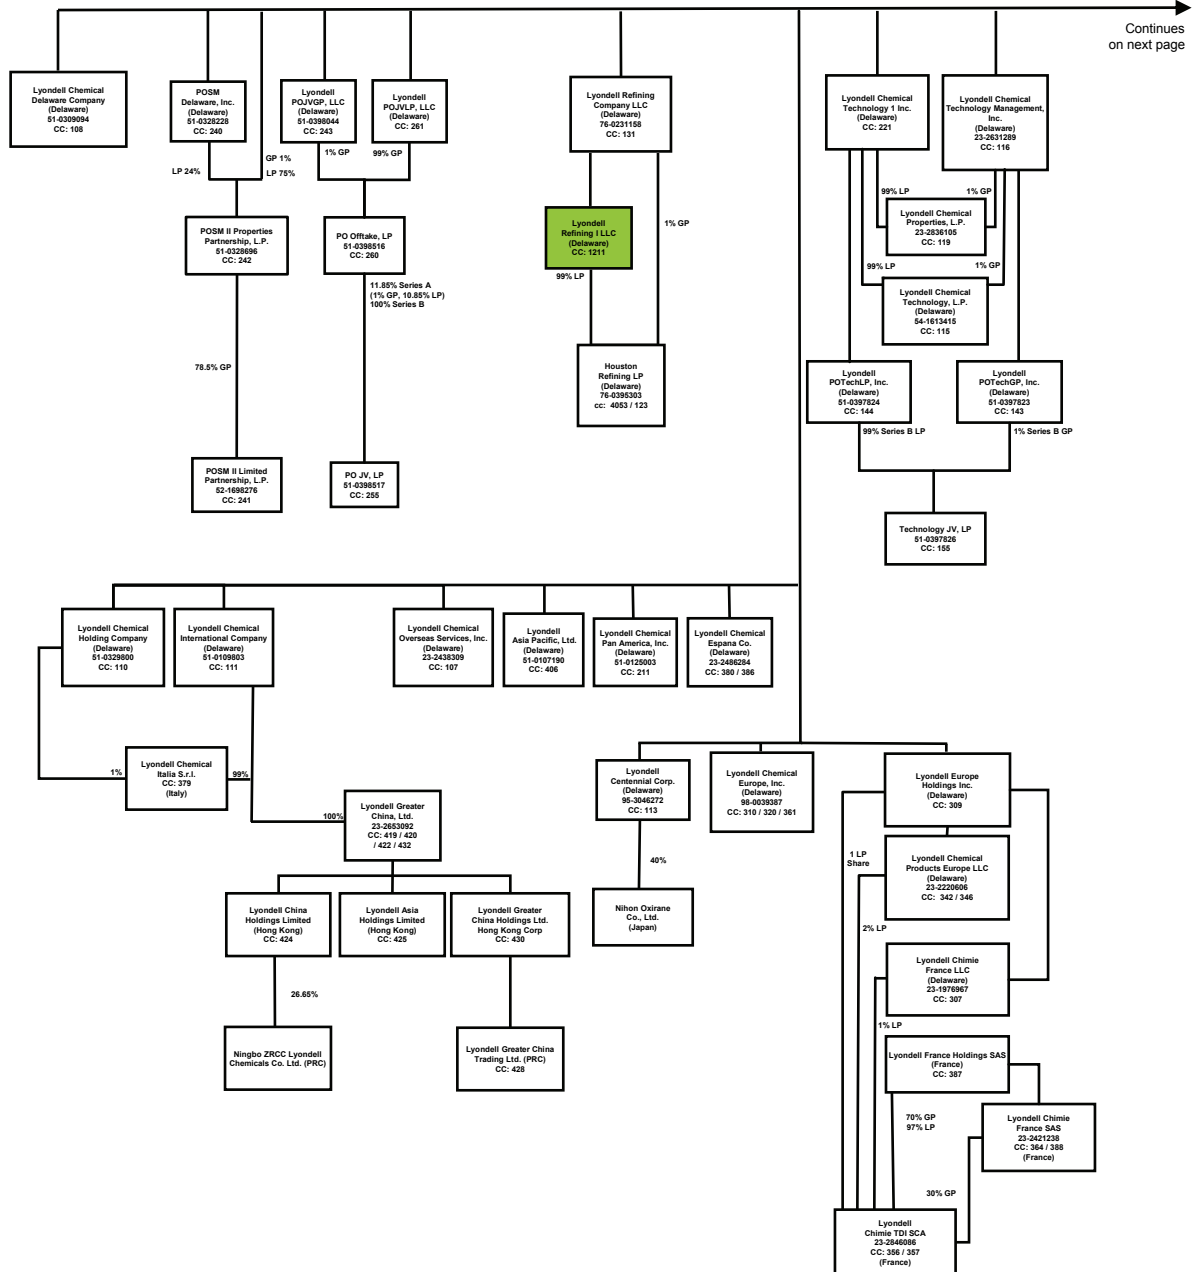 Continues
on next page
Lyondell Chemical
Delaware Company
(Delaware)
51-0309094
CC: 108
POSM
Delaware, Inc.
(Delaware)
51-0328228
CC: 240
Lyondell
POJVGP, LLC
(Delaware)
51-0398044
CC: 243
Lyondell
POJVLP, LLC
(Delaware)
CC: 261
Lyondell Refining
Company LLC
(Delaware)
76-0231158
CC: 131
Lyondell Chemical
Technology 1 Inc.
(Delaware)
CC: 221
Lyondell Chemical
Technology Management,
Inc.
(Delaware)
23-2631289
CC: 116
LP 24%
GP 1%
LP 75%
1% GP
99% GP
POSM II Properties
Partnership, L.P.
51-0328696
CC: 242
PO Offtake, LP
51-0398516
CC: 260
Lyondell
Refining I LLC
(Delaware)
CC: 1211
1% GP
99% LP
99% LP
1% GP
Lyondell Chemical
Properties, L.P.
23-2836105
CC: 119
99% LP
1% GP
Lyondell Chemical
Technology, L.P.
(Delaware)
54-1613415
CC: 115
11.85% Series A
(1% GP, 10.85% LP)
100% Series B
78.5% GP
Houston
Refining LP
(Delaware)
76-0395303
cc: 4053 / 123
Lyondell
POTechLP, Inc.
(Delaware)
51-0397824
CC: 144
Lyondell
POTechGP, Inc.
(Delaware)
51-0397823
CC: 143
99% Series B LP
1% Series B GP
POSM II Limited
Partnership, L.P.
52-1698276
CC: 241
PO JV, LP
51-0398517
CC: 255
Technology JV, LP
51-0397826
CC: 155
Lyondell Chemical
Holding Company
(Delaware)
51-0329800
CC: 110
Lyondell Chemical
International Company
(Delaware)
51-0109803
CC: 111
Lyondell Chemical
Overseas Services, Inc.
(Delaware)
23-2438309
CC: 107
Lyondell
Asia Pacific, Ltd.
(Delaware)
51-0107190
CC: 406
Lyondell Chemical
Pan America, Inc.
(Delaware)
51-0125003
CC: 211
Lyondell Chemical
Espana Co.
(Delaware)
23-2486284
CC: 380 / 386
1%
Lyondell Chemical
Italia S.r.l.
CC: 379
(Italy)
99%
100%
Lyondell Greater
China, Ltd.
23-2653092
CC: 419 / 420
/ 422 / 432
Lyondell
Centennial Corp.
(Delaware)
95-3046272
CC: 113
Lyondell Chemical
Europe, Inc.
(Delaware)
98-0039387
CC: 310 / 320 / 361
Lyondell Europe
Holdings Inc.
(Delaware)
CC: 309
40%
1 LP
Share
Lyondell Chemical
Products Europe LLC
(Delaware)
23-2220606
CC: 342 / 346
Lyondell China
Holdings Limited
(Hong Kong)
CC: 424
Lyondell Asia
Holdings Limited
(Hong Kong)
CC: 425
Lyondell Greater
China Holdings Ltd.
Hong Kong Corp
CC: 430
Nihon Oxirane
Co., Ltd.
(Japan)
2% LP
Lyondell Chimie
France LLC
(Delaware)
23-1976967
CC: 307
26.65%
1% LP
Ningbo ZRCC Lyondell
Chemicals Co. Ltd. (PRC)
Lyondell Greater China
Trading Ltd. (PRC)
CC: 428
Lyondell France Holdings SAS
(France)
CC: 387
70% GP
97% LP
Lyondell Chimie
France SAS
23-2421238
CC: 364 / 388
(France)
30% GP
Lyondell
Chimie TDI SCA
23-2846086
CC: 356 / 357
(France)